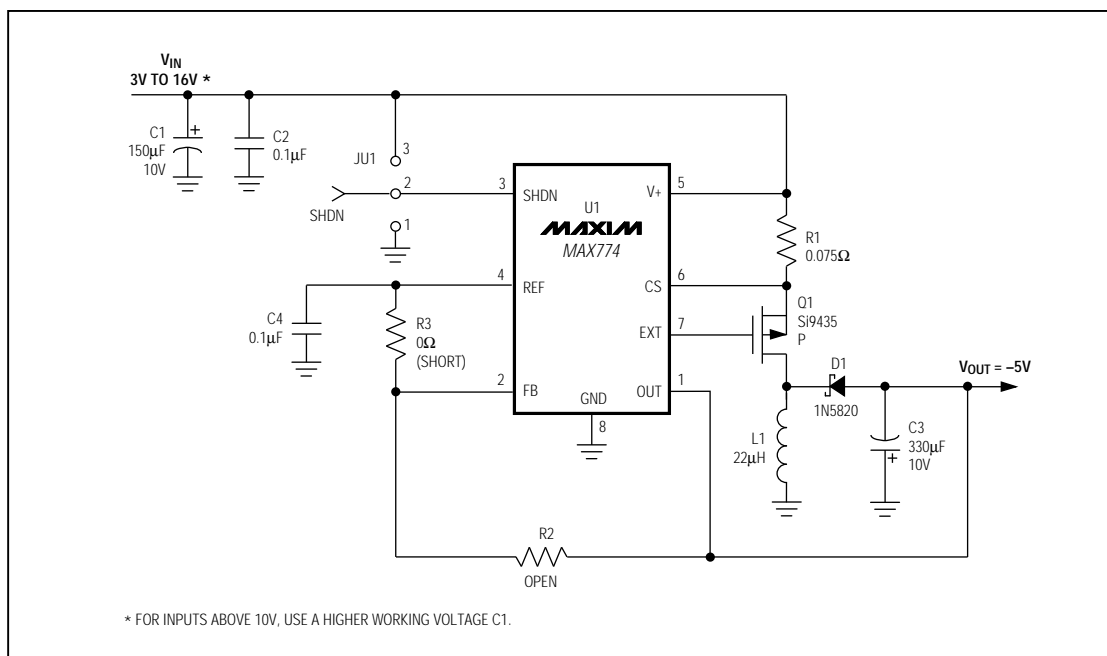 VIN
3V TO 16V *
C1
150µF
10V
C2
0.1µF
JU1
3
2
1
SHDN
3
SHDN
U1
MAXIM
MAX774
V+
5
R1
0.075Ω
4
REF
CS
6
C4
0.1µF
R3
0Ω
(SHORT)
EXT
7
Q1
Si9435
P
D1
1N5820
VOUT = –5V
2
FB
GND
8
OUT
1
L1
22µH
C3
330µF
10V
+
+
R2
OPEN
* FOR INPUTS ABOVE 10V, USE A HIGHER WORKING VOLTAGE C1.